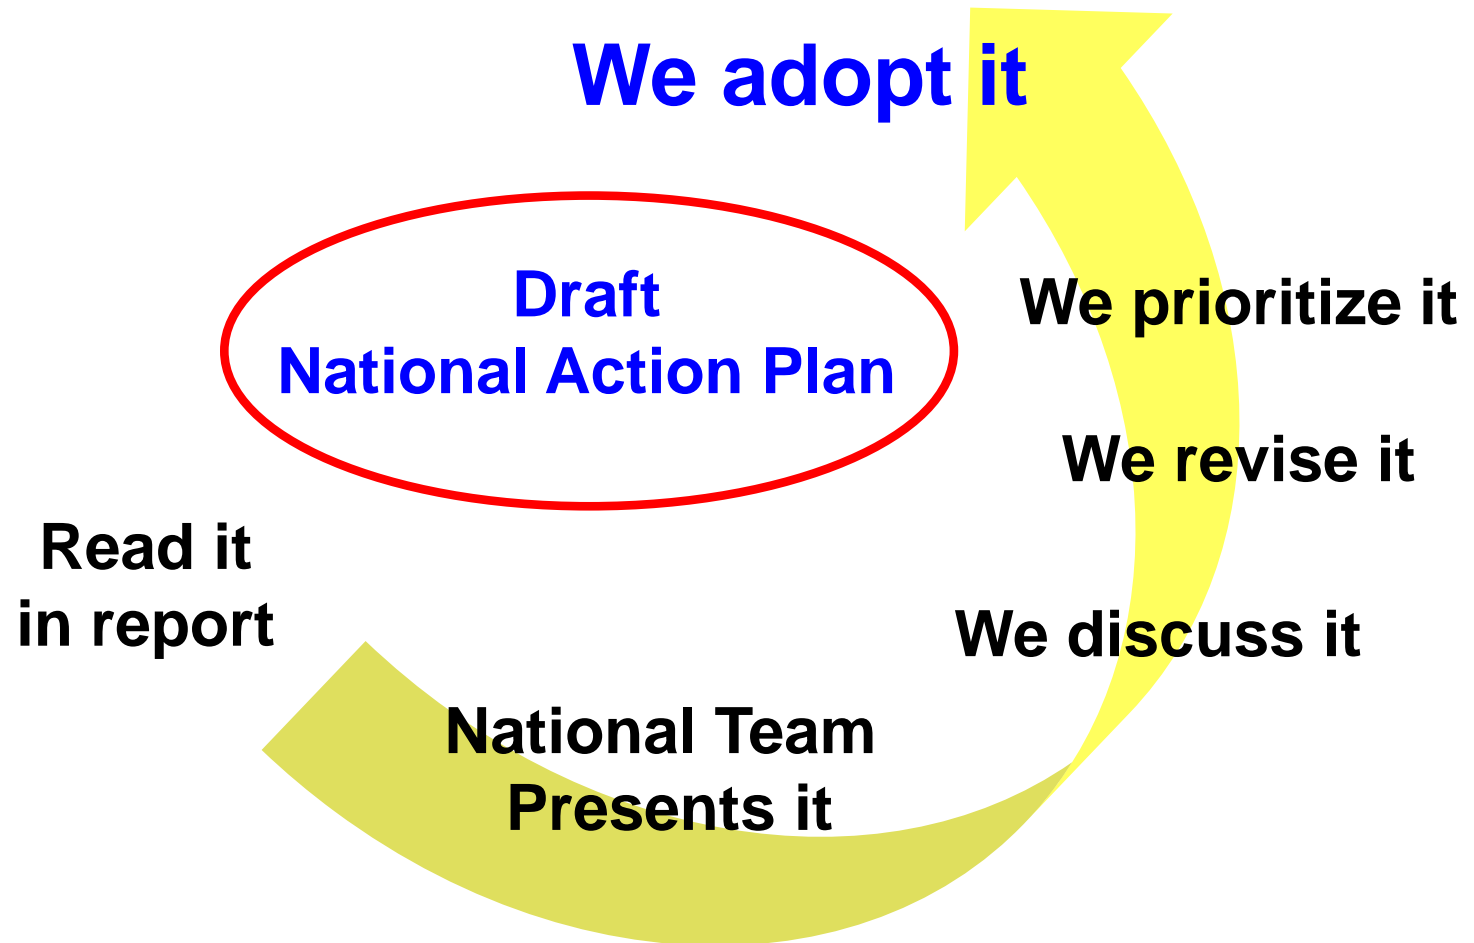 We adopt it
Draft
National Action Plan
We prioritize it
We revise it
Read it
in report
We discuss it
National Team
Presents it